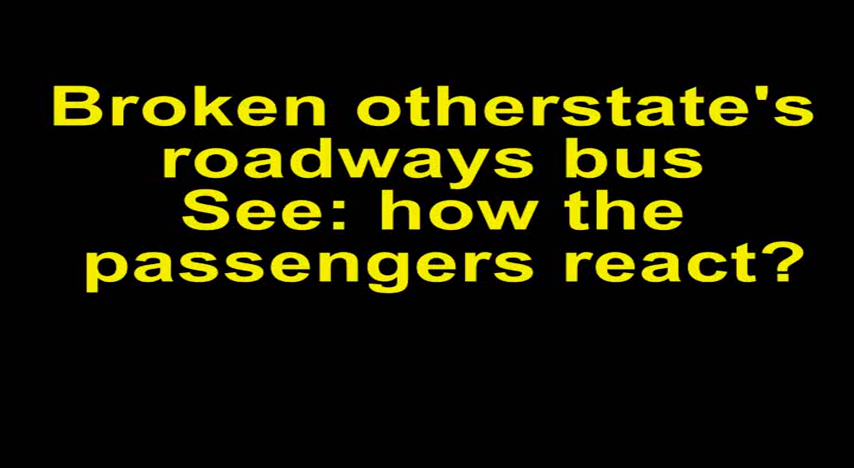 Broken otherstate's
roadways bus
See: how the
passengers react?